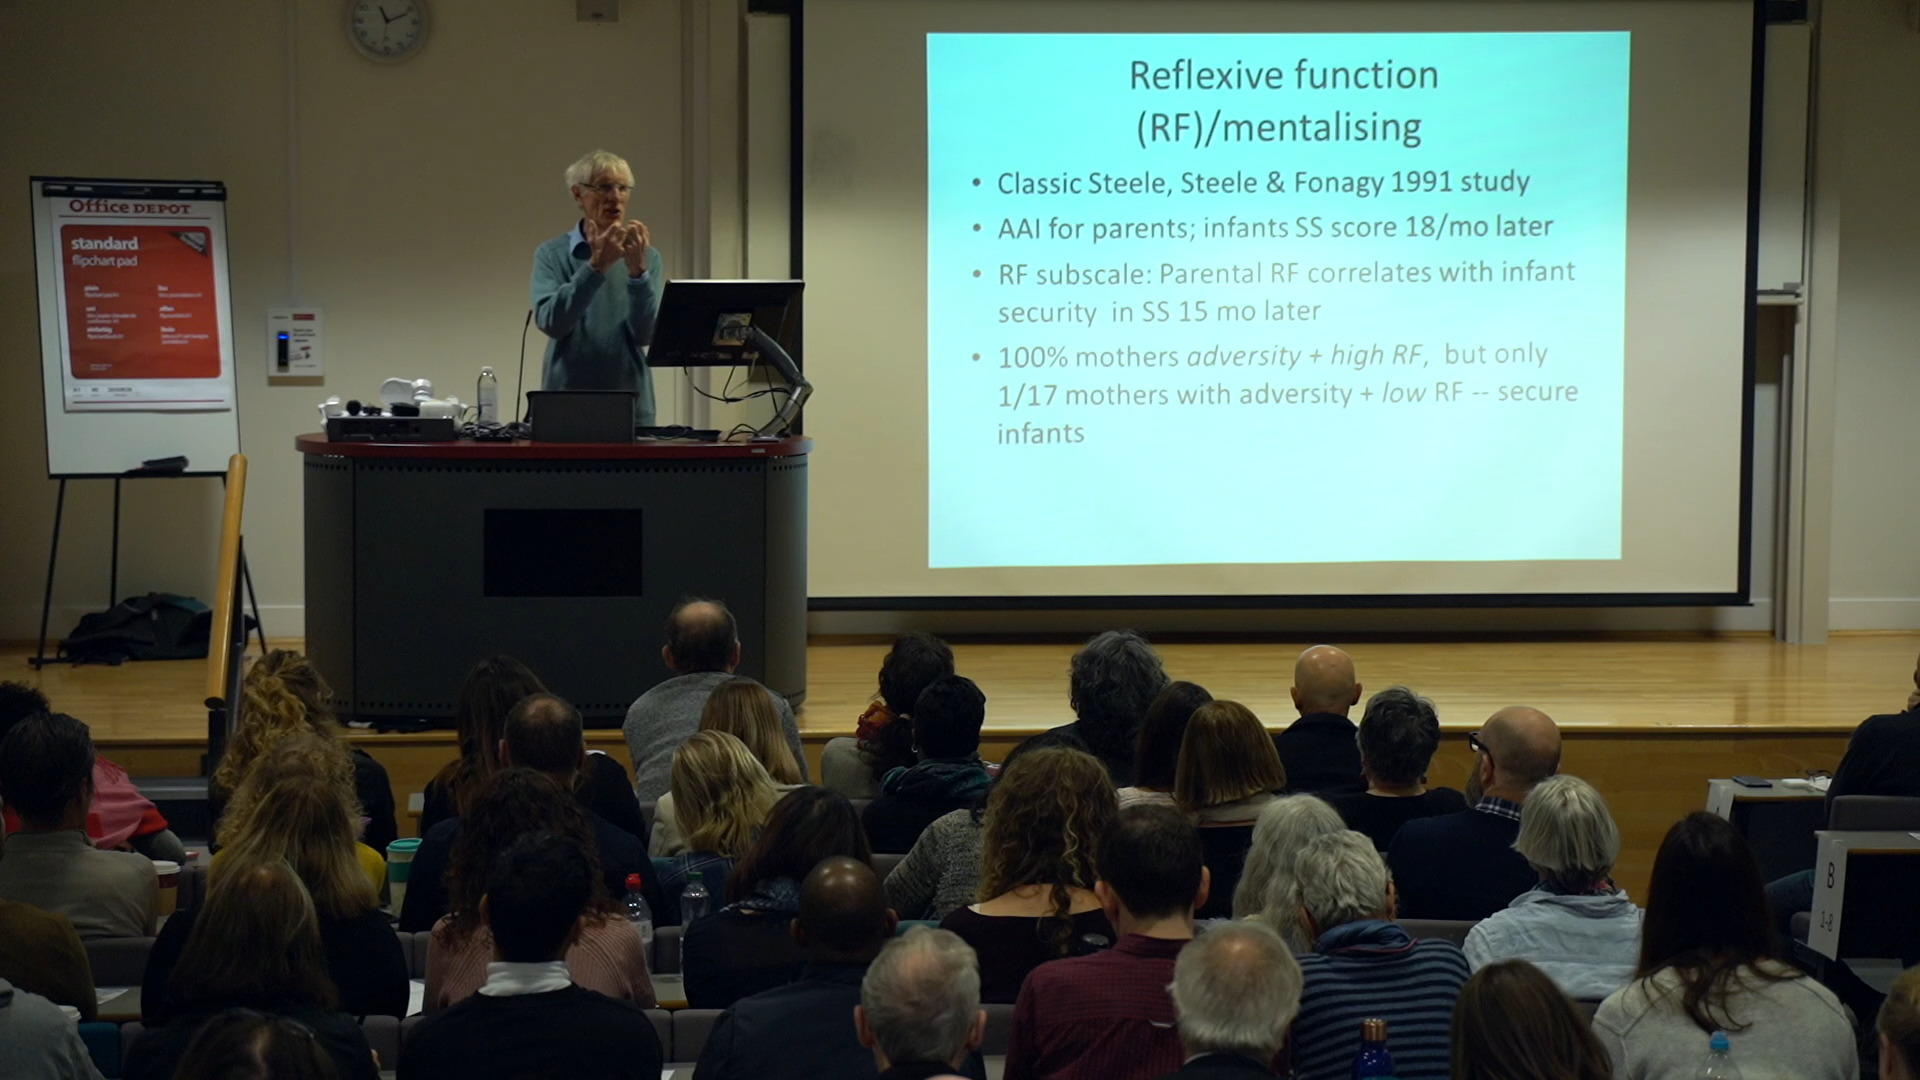 Office DEPOT
standard
flipchart pad
Reflexive function
(RF)/mentalising
• Classic Steele, Steele & Fonagy 1991 study
• AAI for parents; infants SS score 18/mo later
• RF subscale: Parental RF correlates with infant
security in SS 15 mo later
• 100% mothers adversity + high RF, but only
1/17 mothers with adversity + low RF -- secure
infants
B
1-8